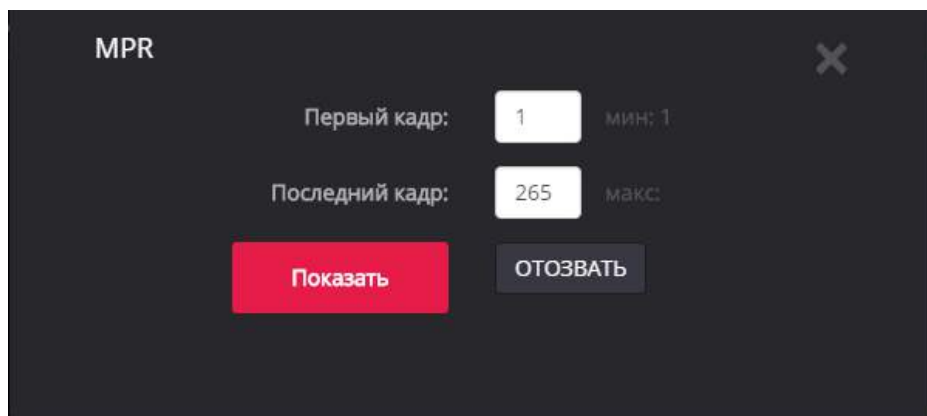 MPR
Первый кадр: 1 мин: 1
Последний кадр: 265 макс:
Показать ОТОЗВАТЬ